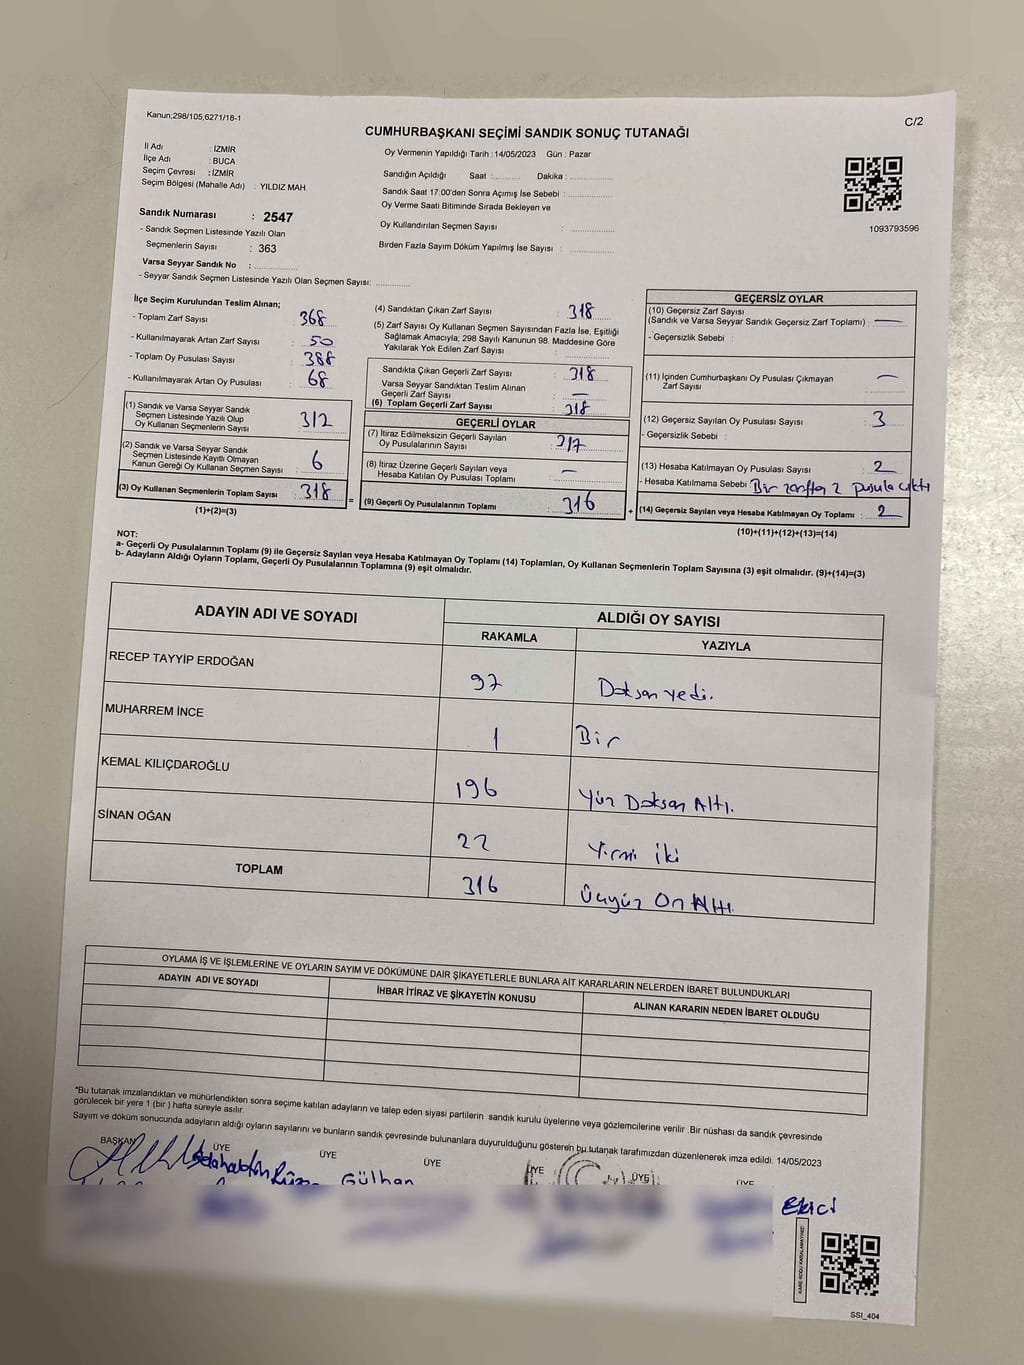 Kanun;298/105,6271/18-1
C/2
CUMHURBAŞKANI SEÇİMİ SANDIK SONUÇ TUTANAĞI
İl Adı : İZMİR
İlçe Adı : BUCA
Seçim Çevresi : İZMİR
Seçim Bölgesi (Mahalle Adı) : YILDIZ MAH.
Oy Vermenin Yapıldığı Tarih : 14/05/2023 Gün : Pazar
Sandığın Açıldığı Saat :........... Dakika : ................
Sandık Saat 17:00'den Sonra Açımış İse Sebebi : ................
Oy Verme Saati Bitiminde Sırada Bekleyen ve
Oy Kullandırılan Seçmen Sayısı : ................
Birden Fazla Sayım Döküm Yapılmış İse Sayısı : ................
1093793596
Sandık Numarası : 2547
- Sandık Seçmen Listesinde Yazılı Olan
Seçmenlerin Sayısı : 363
Varsa Seyyar Sandık No : ................
- Seyyar Sandık Seçmen Listesinde Yazılı Olan Seçmen Sayısı: ............
İlçe Seçim Kurulundan Teslim Alınan;
- Toplam Zarf Sayısı : 368
- Kullanılmayarak Artan Zarf Sayısı : 50
- Toplam Oy Pusulası Sayısı : 388
- Kullanılmayarak Artan Oy Pusulası : 68
(1) Sandık ve Varsa Seyyar Sandık
Seçmen Listesinde Yazılı Olup
Oy Kullanan Seçmenlerin Sayısı : 312
(2) Sandık ve Varsa Seyyar Sandık
Seçmen Listesinde Kayıtlı Olmayan
Kanun Gereği Oy Kullanan Seçmen Sayısı : 6
(3) Oy Kullanan Seçmenlerin Toplam Sayısı : 318
(1)+(2)=(3)
=
(4) Sandıktan Çıkan Zarf Sayısı : 318
(5) Zarf Sayısı Oy Kullanan Seçmen Sayısından Fazla İse, Eşitliği
Sağlamak Amacıyla; 298 Sayılı Kanunun 98. Maddesine Göre
Yakılarak Yok Edilen Zarf Sayısı : ................
Sandıkta Çıkan Geçerli Zarf Sayısı : 318
Varsa Seyyar Sandıktan Teslim Alınan
Geçerli Zarf Sayısı : —
(6) Toplam Geçerli Zarf Sayısı : 318
GEÇERLİ OYLAR
(7) İtiraz Edilmeksizin Geçerli Sayılan
Oy Pusulalarının Sayısı :
(8) İtiraz Üzerine Geçerli Sayılan veya
Hesaba Katılan Oy Pusulası Toplamı : —
(9) Geçerli Oy Pusulalarının Toplamı : 316
+
GEÇERSİZ OYLAR
(10) Geçersiz Zarf Sayısı
(Sandık ve Varsa Seyyar Sandık Geçersiz Zarf Toplamı) : —
- Geçersizlik Sebebi :
(11) İçinden Cumhurbaşkanı Oy Pusulası Çıkmayan
Zarf Sayısı : —
(12) Geçersiz Sayılan Oy Pusulası Sayısı : 3
- Geçersizlik Sebebi :
(13) Hesaba Katılmayan Oy Pusulası Sayısı : 2
- Hesaba Katılmama Sebebi : Bir zarftan 2 pusula çıktı
(14) Geçersiz Sayılan veya Hesaba Katılmayan Oy Toplamı : 2
(10)+(11)+(12)+(13)=(14)
NOT:
a- Geçerli Oy Pusulalarının Toplamı (9) ile Geçersiz Sayılan veya Hesaba Katılmayan Oy Toplamı (14) Toplamları, Oy Kullanan Seçmenlerin Toplam Sayısına (3) eşit olmalıdır. (9)+(14)=(3)
b- Adayların Aldığı Oyların Toplamı, Geçerli Oy Pusulalarının Toplamına (9) eşit olmalıdır.
ADAYIN ADI VE SOYADI
ALDIĞI OY SAYISI
RAKAMLA YAZIYLA
RECEP TAYYİP ERDOĞAN 97 Doksan yedi.
MUHARREM İNCE 1 Bir
KEMAL KILIÇDAROĞLU 196 Yüz Doksan Altı.
SİNAN OĞAN 22 Yirmi iki
TOPLAM 316 Üçyüz On Altı.
OYLAMA İŞ VE İŞLEMLERİNE VE OYLARIN SAYIM VE DÖKÜMÜNE DAİR ŞİKAYETLERLE BUNLARA AİT KARARLARIN NELERDEN İBARET BULUNDUKLARI
ADAYIN ADI VE SOYADI İHBAR İTİRAZ VE ŞİKAYETİN KONUSU ALINAN KARARIN NEDEN İBARET OLDUĞU
*Bu tutanak imzalandıktan ve mühürlendikten sonra seçime katılan adayların ve talep eden siyasi partilerin sandık kurulu üyelerine veya gözlemcilerine verilir .Bir nüshası da sandık çevresinde
görülecek bir yere 1 (bir ) hafta süreyle asılır.
Sayım ve döküm sonucunda adayların aldığı oyların sayılarını ve bunların sandık çevresinde bulunanlara duyurulduğunu gösteren bu tutanak tarafımızdan düzenlenerek imza edildi. 14/05/2023
BAŞKAN ÜYE ÜYE ÜYE ÜYE ÜYE ÜYE
Selahattin Gülhan
Ekici
KARE KODU KARALAMAYINIZ!
SSI_404